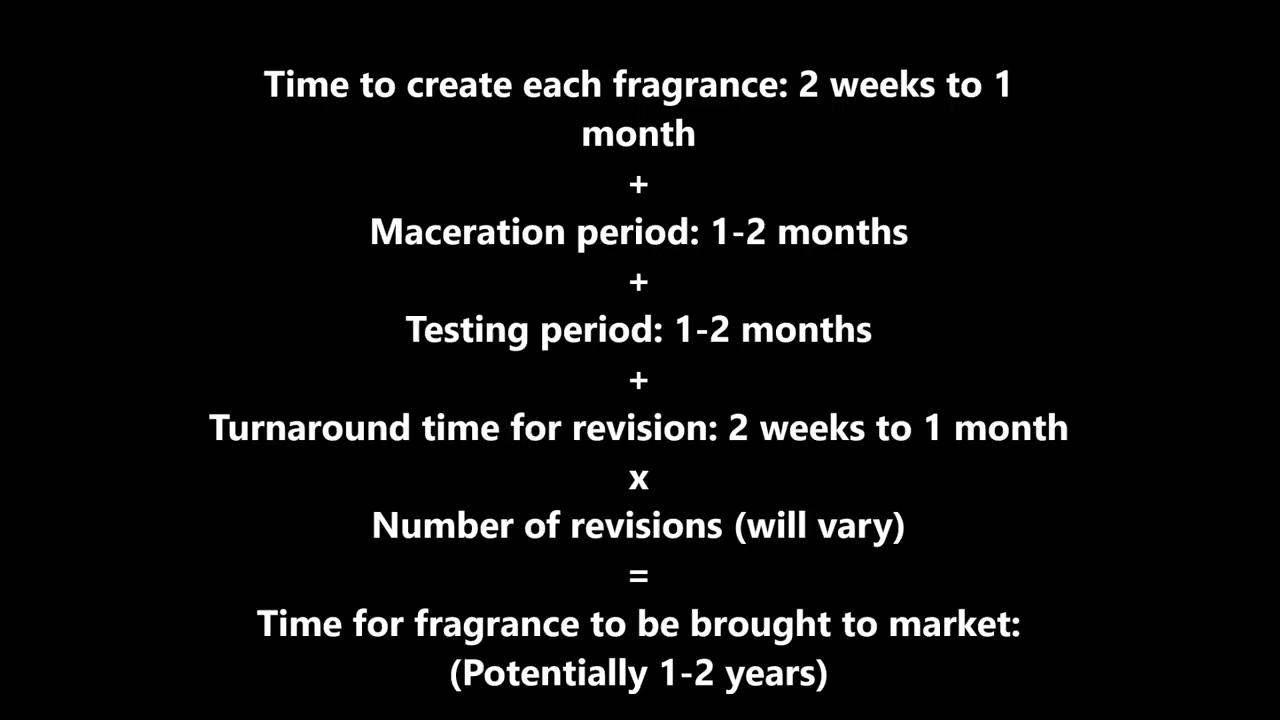 Time to create each fragrance: 2 weeks to 1
month
+
Maceration period: 1-2 months
+
Testing period: 1-2 months
+
Turnaround time for revision: 2 weeks to 1 month
x
Number of revisions (will vary)
=
Time for fragrance to be brought to market:
(Potentially 1-2 years)